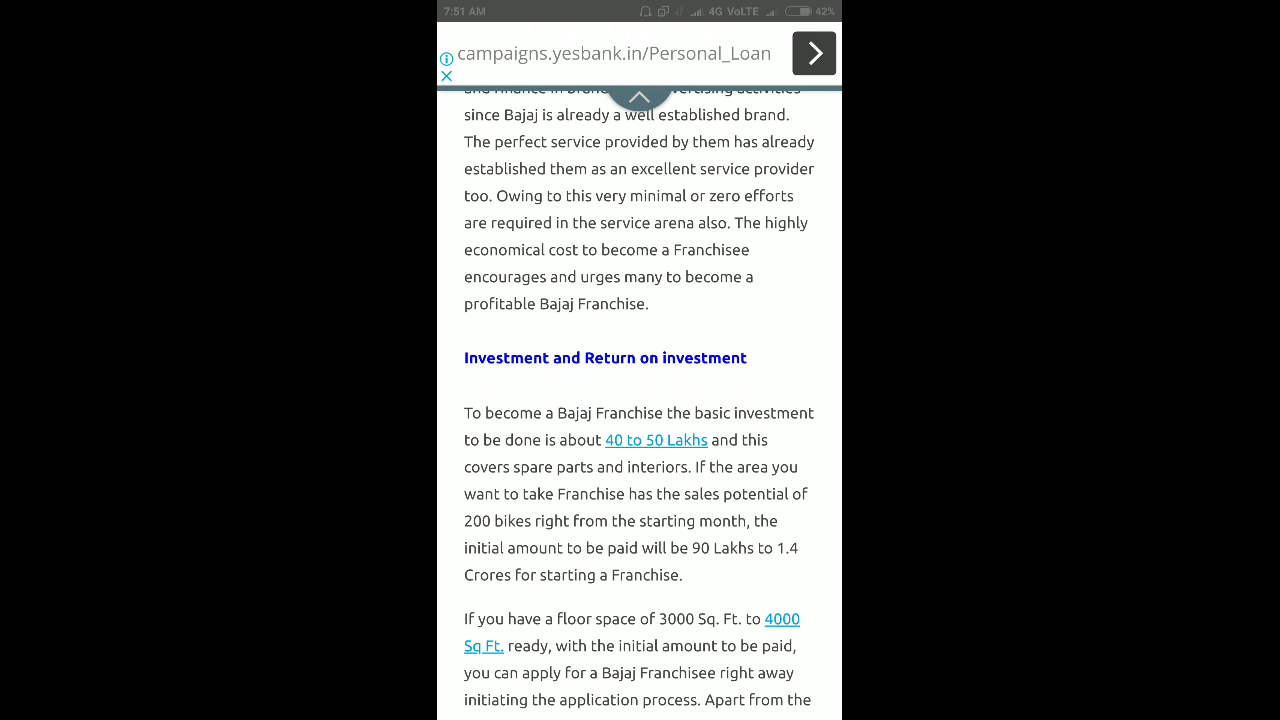 7:51 AM 4G VoLTE 42%
campaigns.yesbank.in/Personal_Loan
since Bajaj is already a well established brand.
The perfect service provided by them has already
established them as an excellent service provider
too. Owing to this very minimal or zero efforts
are required in the service arena also. The highly
economical cost to become a Franchisee
encourages and urges many to become a
profitable Bajaj Franchise.
Investment and Return on investment
To become a Bajaj Franchise the basic investment
to be done is about 40 to 50 Lakhs and this
covers spare parts and interiors. If the area you
want to take Franchise has the sales potential of
200 bikes right from the starting month, the
initial amount to be paid will be 90 Lakhs to 1.4
Crores for starting a Franchise.
If you have a floor space of 3000 Sq. Ft. to 4000
Sq Ft. ready, with the initial amount to be paid,
you can apply for a Bajaj Franchisee right away
initiating the application process. Apart from the